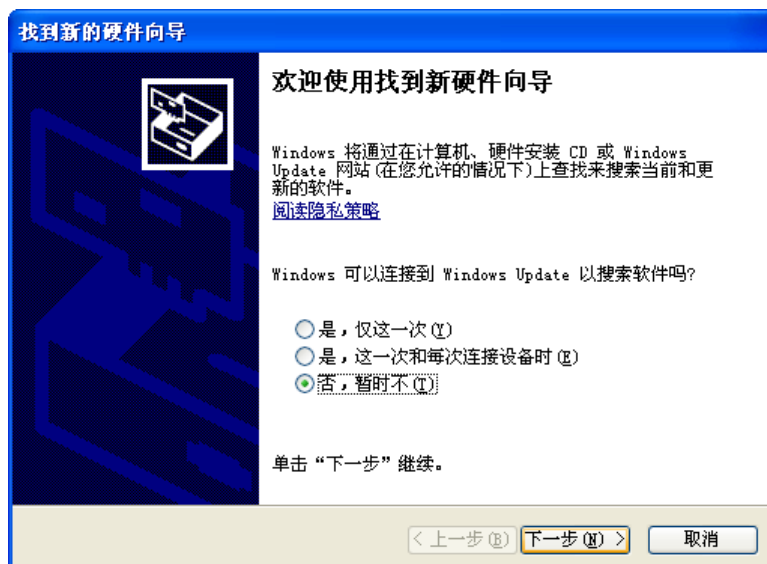 找到新的硬件向导
欢迎使用找到新硬件向导
Windows 将通过在计算机、硬件安装 CD 或 Windows
Update 网站(在您允许的情况下)上查找来搜索当前和更
新的软件。
阅读隐私策略
Windows 可以连接到 Windows Update 以搜索软件吗?
是，仅这一次(Y)
是，这一次和每次连接设备时(E)
否，暂时不(T)
单击“下一步”继续。
< 上一步(B) 下一步(N) > 取消